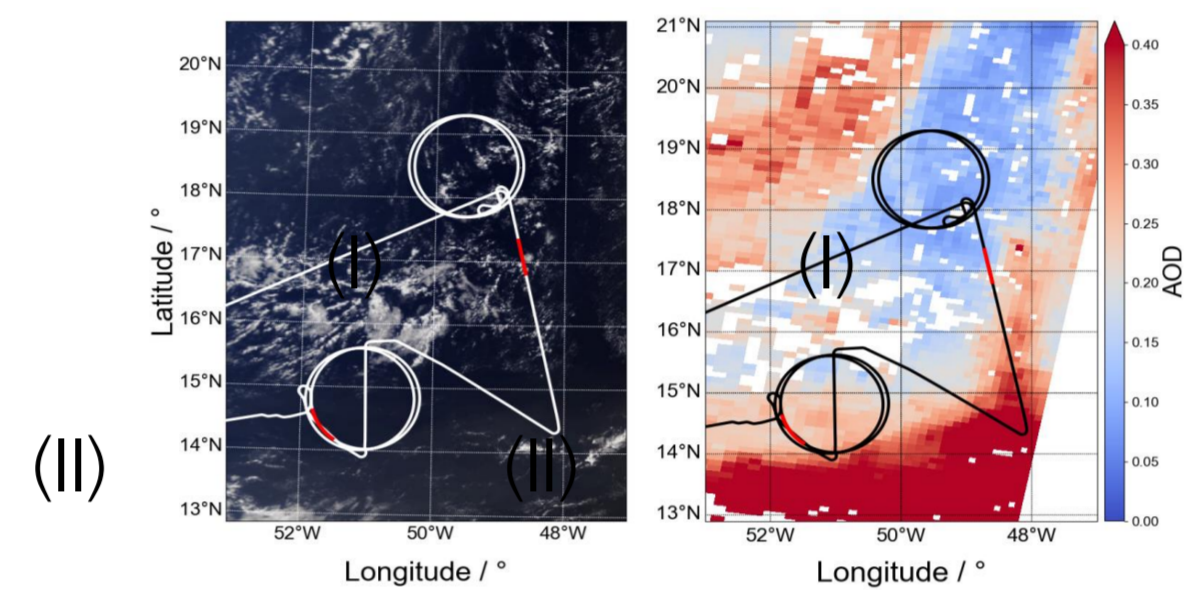 20°N
19°N
18°N
17°N
16°N
15°N
14°N
13°N
Latitude / °
52°W
50°W
48°W
Longitude / °
(I)
(II)
(II)
21°N
20°N
19°N
18°N
17°N
16°N
15°N
14°N
13°N
52°W
50°W
48°W
Longitude / °
(I)
0.40
0.35
0.30
0.25
0.20
0.15
0.10
0.05
0.00
AOD